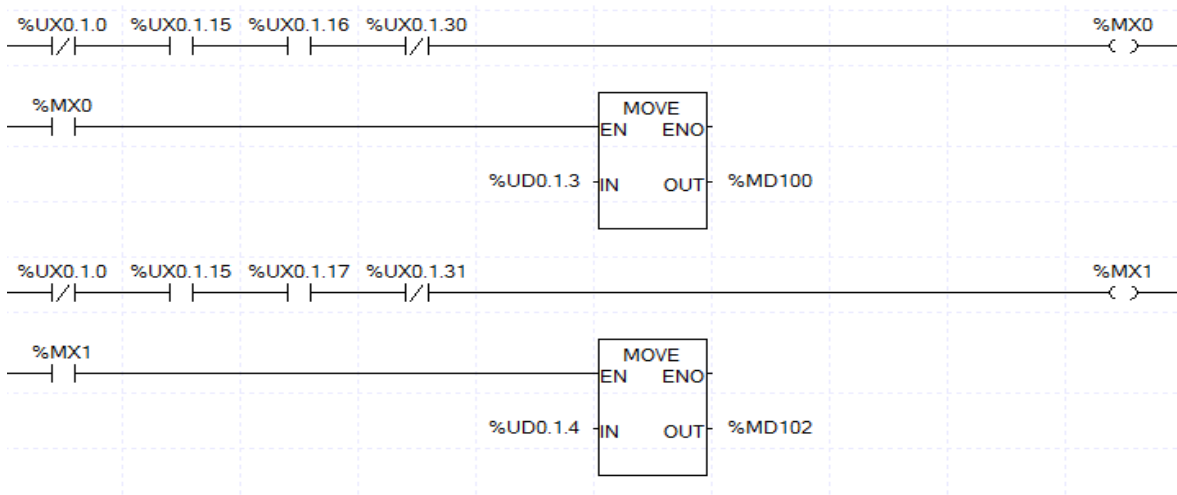 %UX0.1.0 %UX0.1.15 %UX0.1.16 %UX0.1.30 %MX0
%MX0
MOVE
EN ENO
%UD0.1.3 IN OUT %MD100
%UX0.1.0 %UX0.1.15 %UX0.1.17 %UX0.1.31 %MX1
%MX1
MOVE
EN ENO
%UD0.1.4 IN OUT %MD102